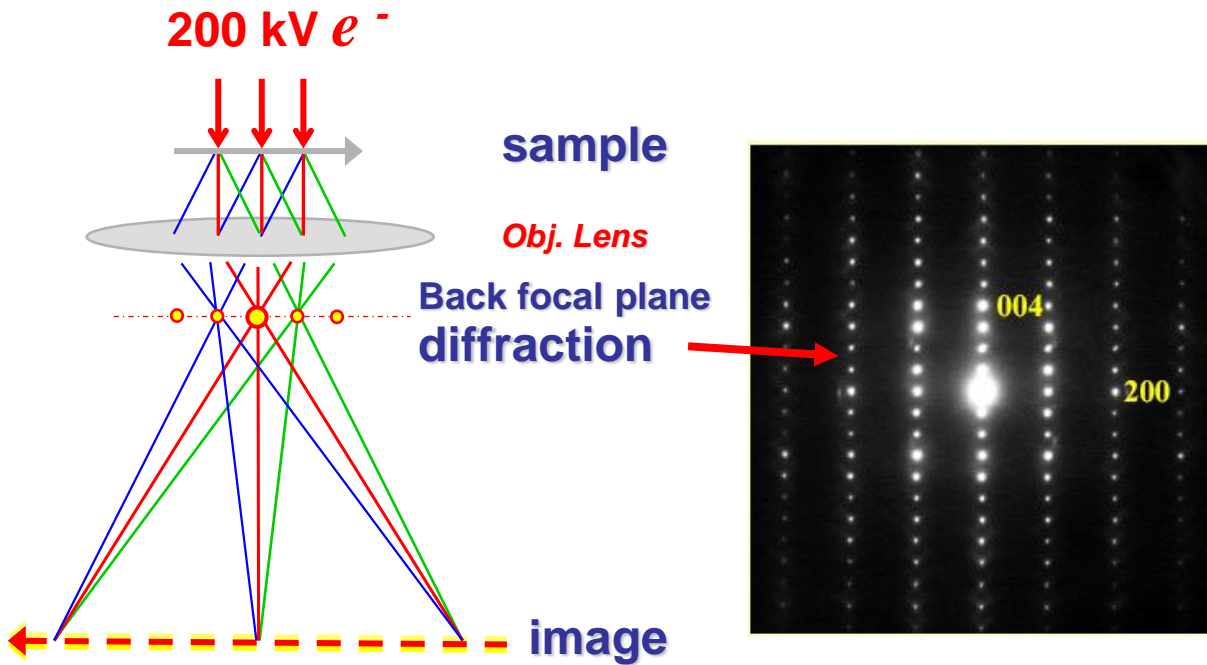 200 kV e -
sample
Obj. Lens
Back focal plane
diffraction
004
200
image